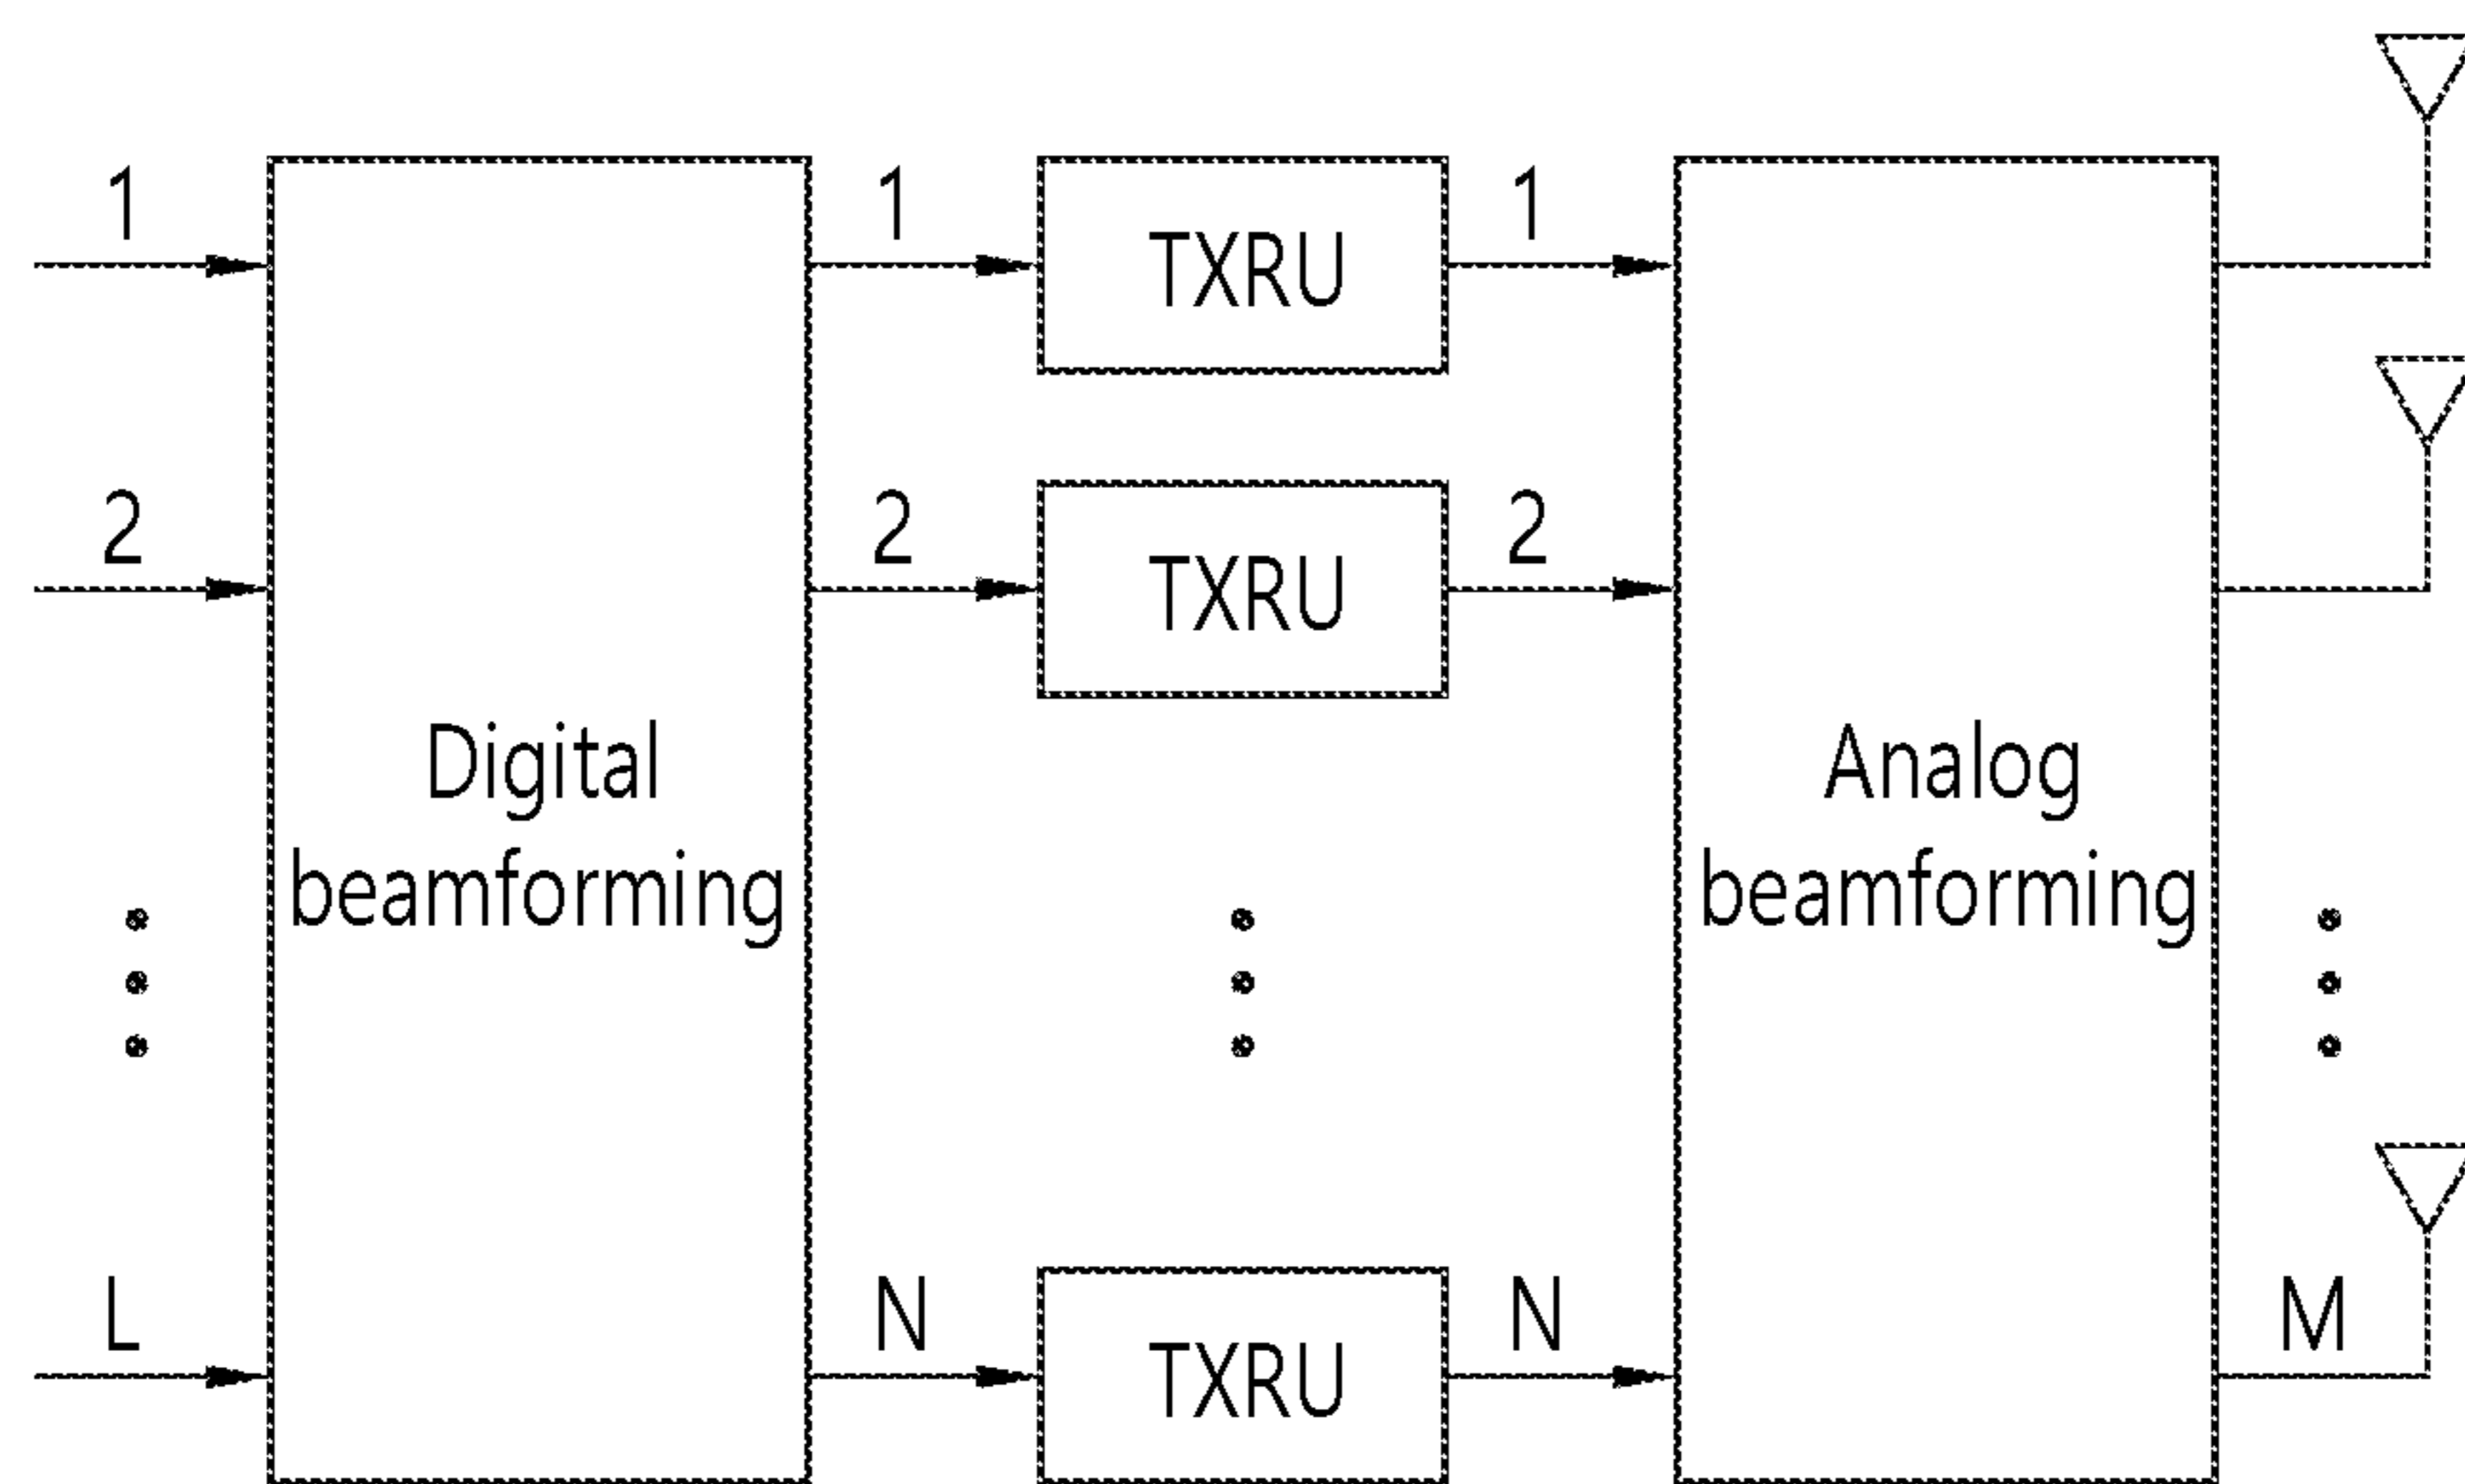 1
1
TXRU
1
2
2
TXRU
2
Digital
beamforming
Analog
beamforming
L
N
TXRU
N
M